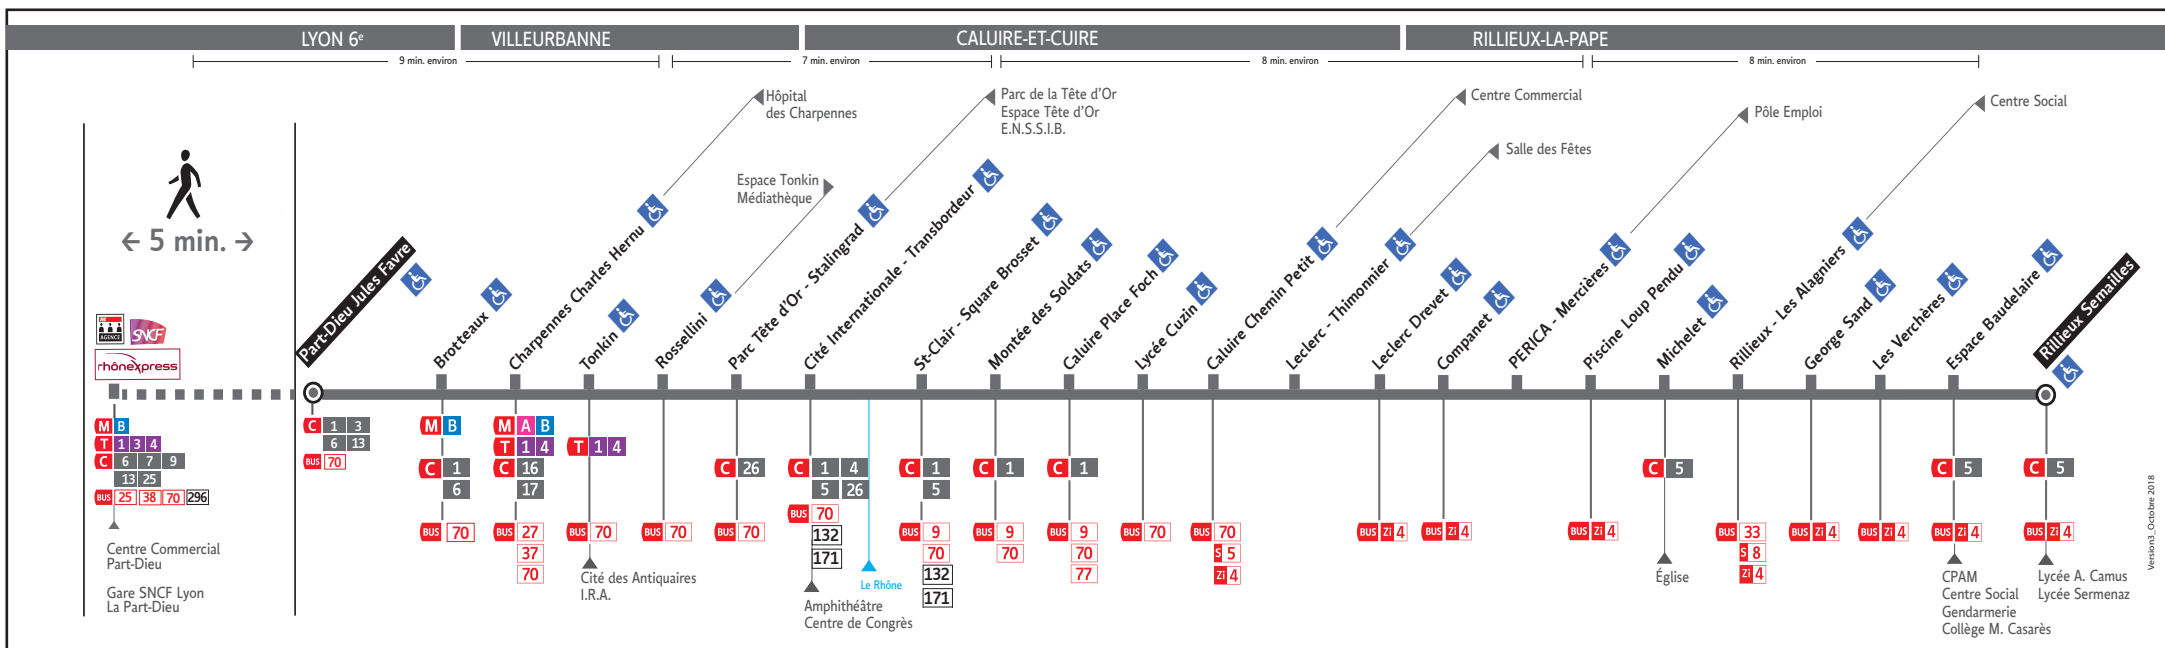 LYON 6e
VILLEURBANNE
CALUIRE-ET-CUIRE
RILLIEUX-LA-PAPE
9 min. environ
7 min. environ
8 min. environ
8 min. environ
Hôpital
des Charpennes
Parc de la Tête d'Or
Espace Tête d'Or
E.N.S.S.I.B.
Centre Commercial
Pôle Emploi
Centre Social
Salle des Fêtes
Espace Tonkin
Médiathèque
← 5 min. →
Part-Dieu Jules Favre
Brotteaux
Charpennes Charles Hernu
Tonkin
Rossellini
Parc Tête d'Or - Stalingrad
Cité Internationale - Transbordeur
St-Clair - Square Brosset
Montée des Soldats
Caluire Place Foch
Lycée Cuzin
Caluire Chemin Petit
Leclerc - Thimonnier
Leclerc Drevet
Companet
PERICA - Mercières
Piscine Loup Pendu
Michelet
Rillieux - Les Alagniers
George Sand
Les Verchères
Espace Baudelaire
Rillieux Semailles
AGENCE
SNCF
rhônexpress
M B
T 1 3 4
C 6 7 9
13 25
BUS 25 38 70 296
Centre Commercial
Part-Dieu
Gare SNCF Lyon
La Part-Dieu
C 1 3
6 13
BUS 70
M B
C 1
6
BUS 70
M A B
T 1 4
C 16
17
BUS 27
37
70
T 1 4
BUS 70
Cité des Antiquaires
I.R.A.
BUS 70
C 26
BUS 70
C 1 4
5 26
BUS 70
132
171
Amphithéâtre
Centre de Congrès
Le Rhône
C 1
5
BUS 9
70
132
171
C 1
BUS 9
70
C 1
BUS 9
70
77
BUS 70
BUS 70
S 5
Zi 4
BUS Zi 4
BUS Zi 4
BUS Zi 4
C 5
Église
BUS 33
S 8
Zi 4
BUS Zi 4
BUS Zi 4
C 5
BUS Zi 4
CPAM
Centre Social
Gendarmerie
Collège M. Casarès
C 5
BUS Zi 4
Lycée A. Camus
Lycée Sermenaz
Version3_Octobre 2018